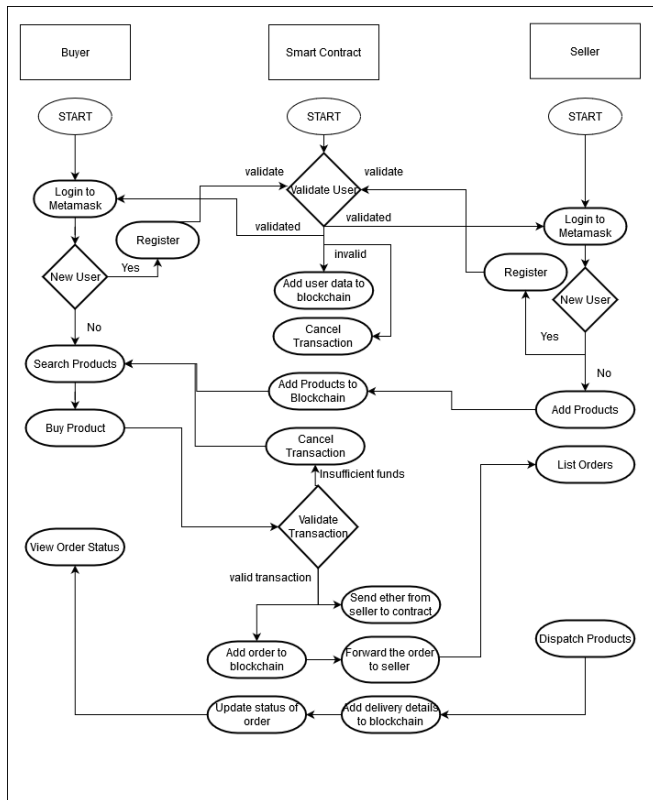 Buyer
Smart Contract
Seller
START
START
START
validate
validate
Validate User
Login to
Metamask
validated
validated
Login to
Metamask
Register
invalid
New User
Yes
Add user data to
blockchain
Register
New User
Cancel
Transaction
No
Yes
Search Products
No
Add Products to
Blockchain
Add Products
Buy Product
Cancel
Transaction
List Orders
Insufficient funds
Validate
Transaction
View Order Status
valid transaction
Send ether from
seller to contract
Add order to
blockchain
Forward the order
to seller
Dispatch Products
Update status of
order
Add delivery details
to blockchain